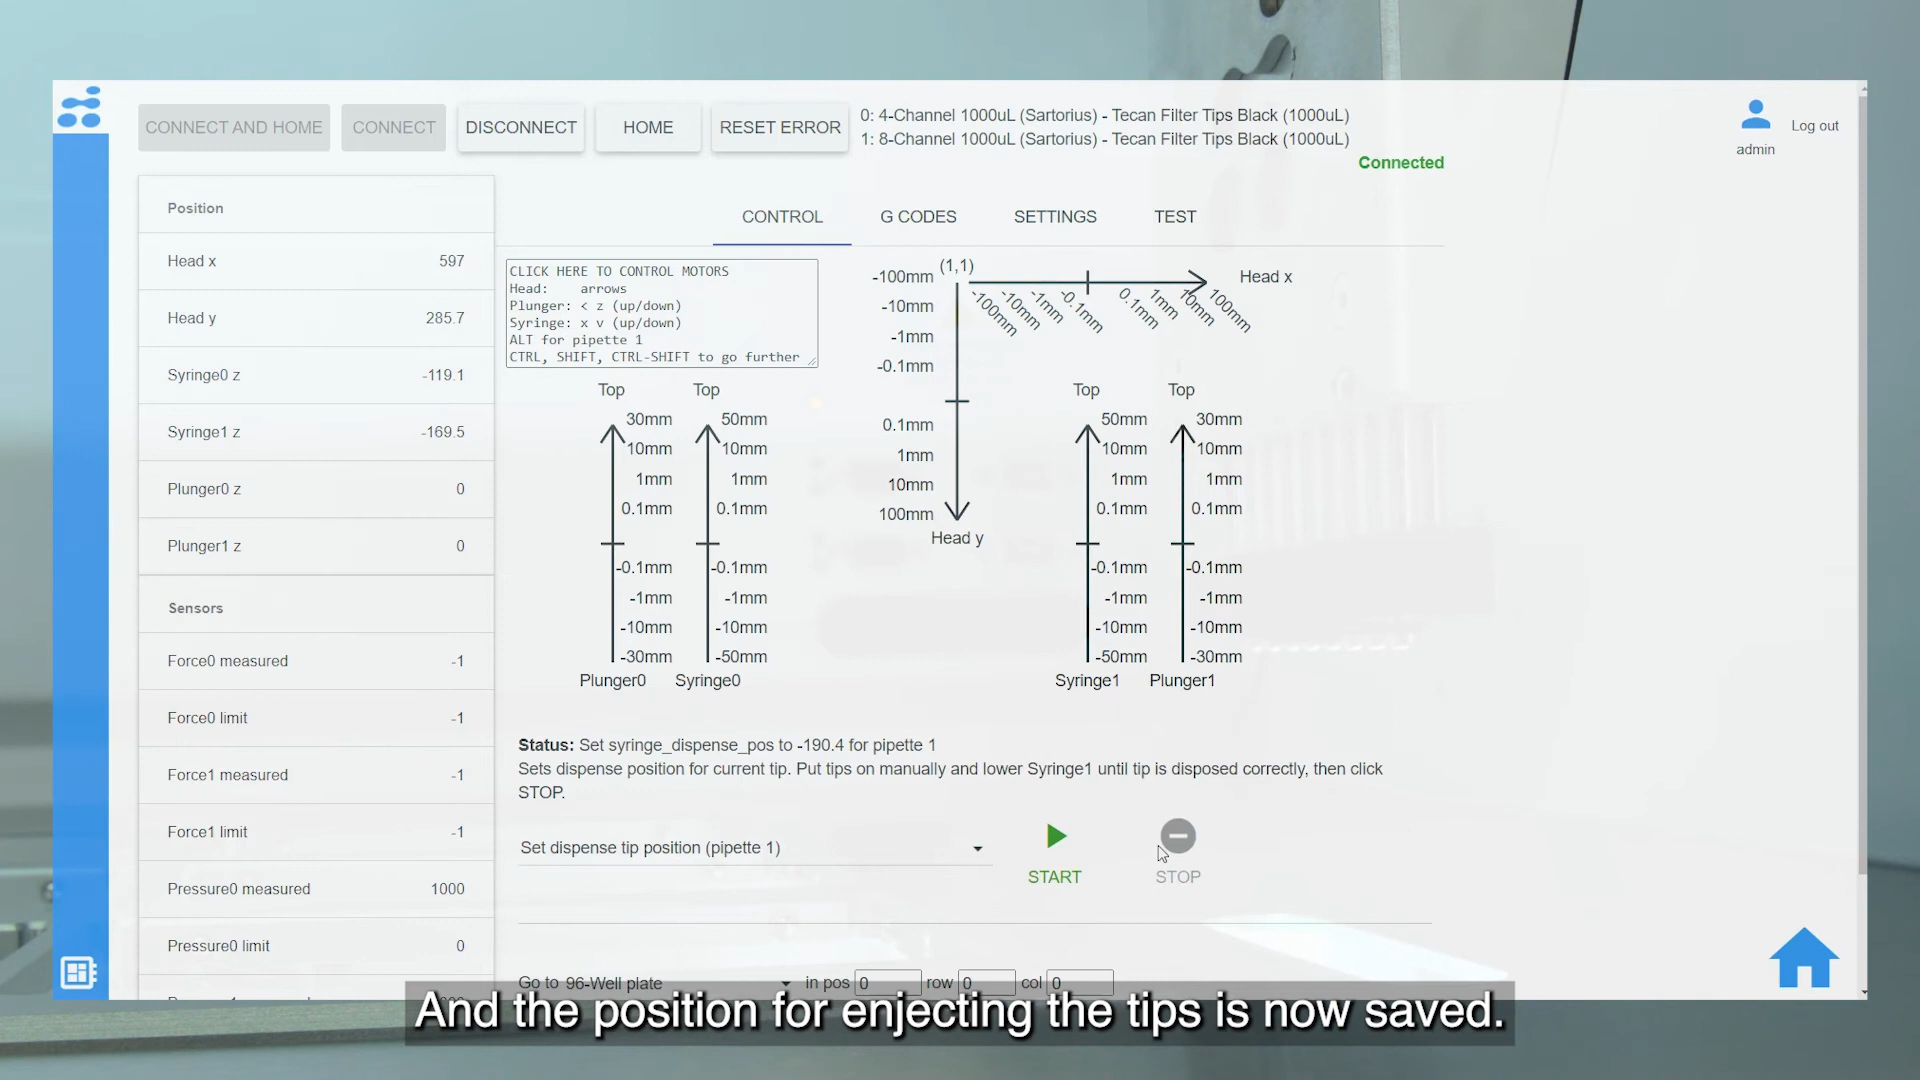 CONNECT AND HOME
CONNECT
DISCONNECT
HOME
RESET ERROR
0: 4-Channel 1000uL (Sartorius) - Tecan Filter Tips Black (1000uL)
1: 8-Channel 1000uL (Sartorius) - Tecan Filter Tips Black (1000uL)
Connected
admin
Log out
Position
Head x 597
Head y 285.7
Syringe0 z -119.1
Syringe1 z -169.5
Plunger0 z 0
Plunger1 z 0
Sensors
Force0 measured -1
Force0 limit -1
Force1 measured -1
Force1 limit -1
Pressure0 measured 1000
Pressure0 limit 0
CONTROL
G CODES
SETTINGS
TEST
CLICK HERE TO CONTROL MOTORS
Head: arrows
Plunger: < z (up/down)
Syringe: x v (up/down)
ALT for pipette 1
CTRL, SHIFT, CTRL-SHIFT to go further
(1,1)
Head x
-100mm
-10mm
-1mm
-0.1mm
0.1mm
1mm
10mm
100mm
-100mm
-10mm
-1mm
-0.1mm
0.1mm
1mm
10mm
100mm
Head y
Top
30mm
10mm
1mm
0.1mm
-0.1mm
-1mm
-10mm
-30mm
Plunger0
Top
50mm
10mm
1mm
0.1mm
-0.1mm
-1mm
-10mm
-50mm
Syringe0
Top
50mm
10mm
1mm
0.1mm
-0.1mm
-1mm
-10mm
-50mm
Syringe1
Top
30mm
10mm
1mm
0.1mm
-0.1mm
-1mm
-10mm
-30mm
Plunger1
Status: Set syringe_dispense_pos to -190.4 for pipette 1
Sets dispense position for current tip. Put tips on manually and lower Syringe1 until tip is disposed correctly, then click
STOP.
Set dispense tip position (pipette 1)
START
STOP
Go to 96-Well plate in pos 0 row 0 col 0
And the position for enjecting the tips is now saved.